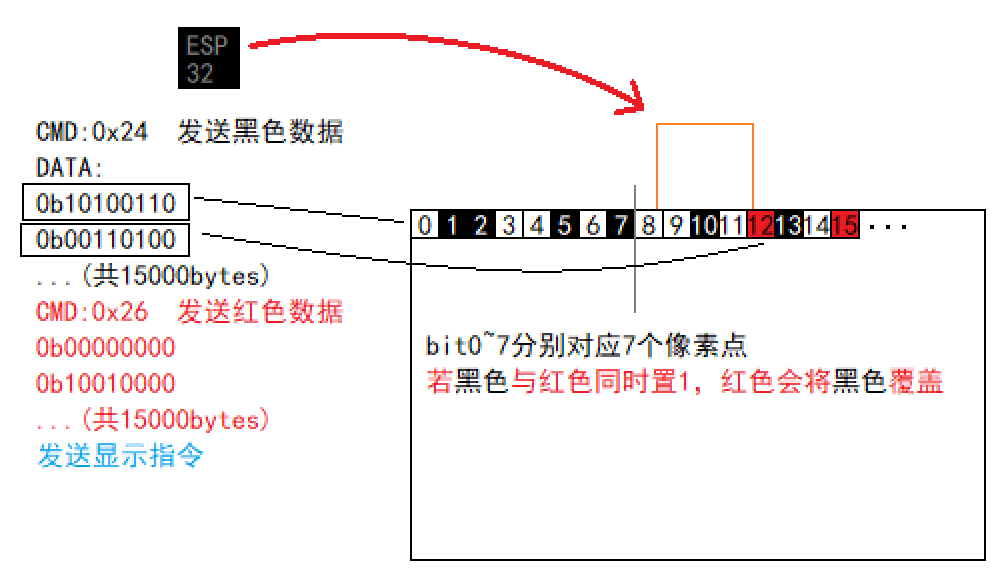 ESP
32
CMD:0x24 发送黑色数据
DATA:
0b10100110
0b00110100
...(共15000bytes)
CMD:0x26 发送红色数据
0b00000000
0b10010000
...(共15000bytes)
发送显示指令
0 1 2 3 4 5 6 7 8 9 10 11 12 13 14 15 ...
bit0~7分别对应7个像素点
若黑色与红色同时置1，红色会将黑色覆盖